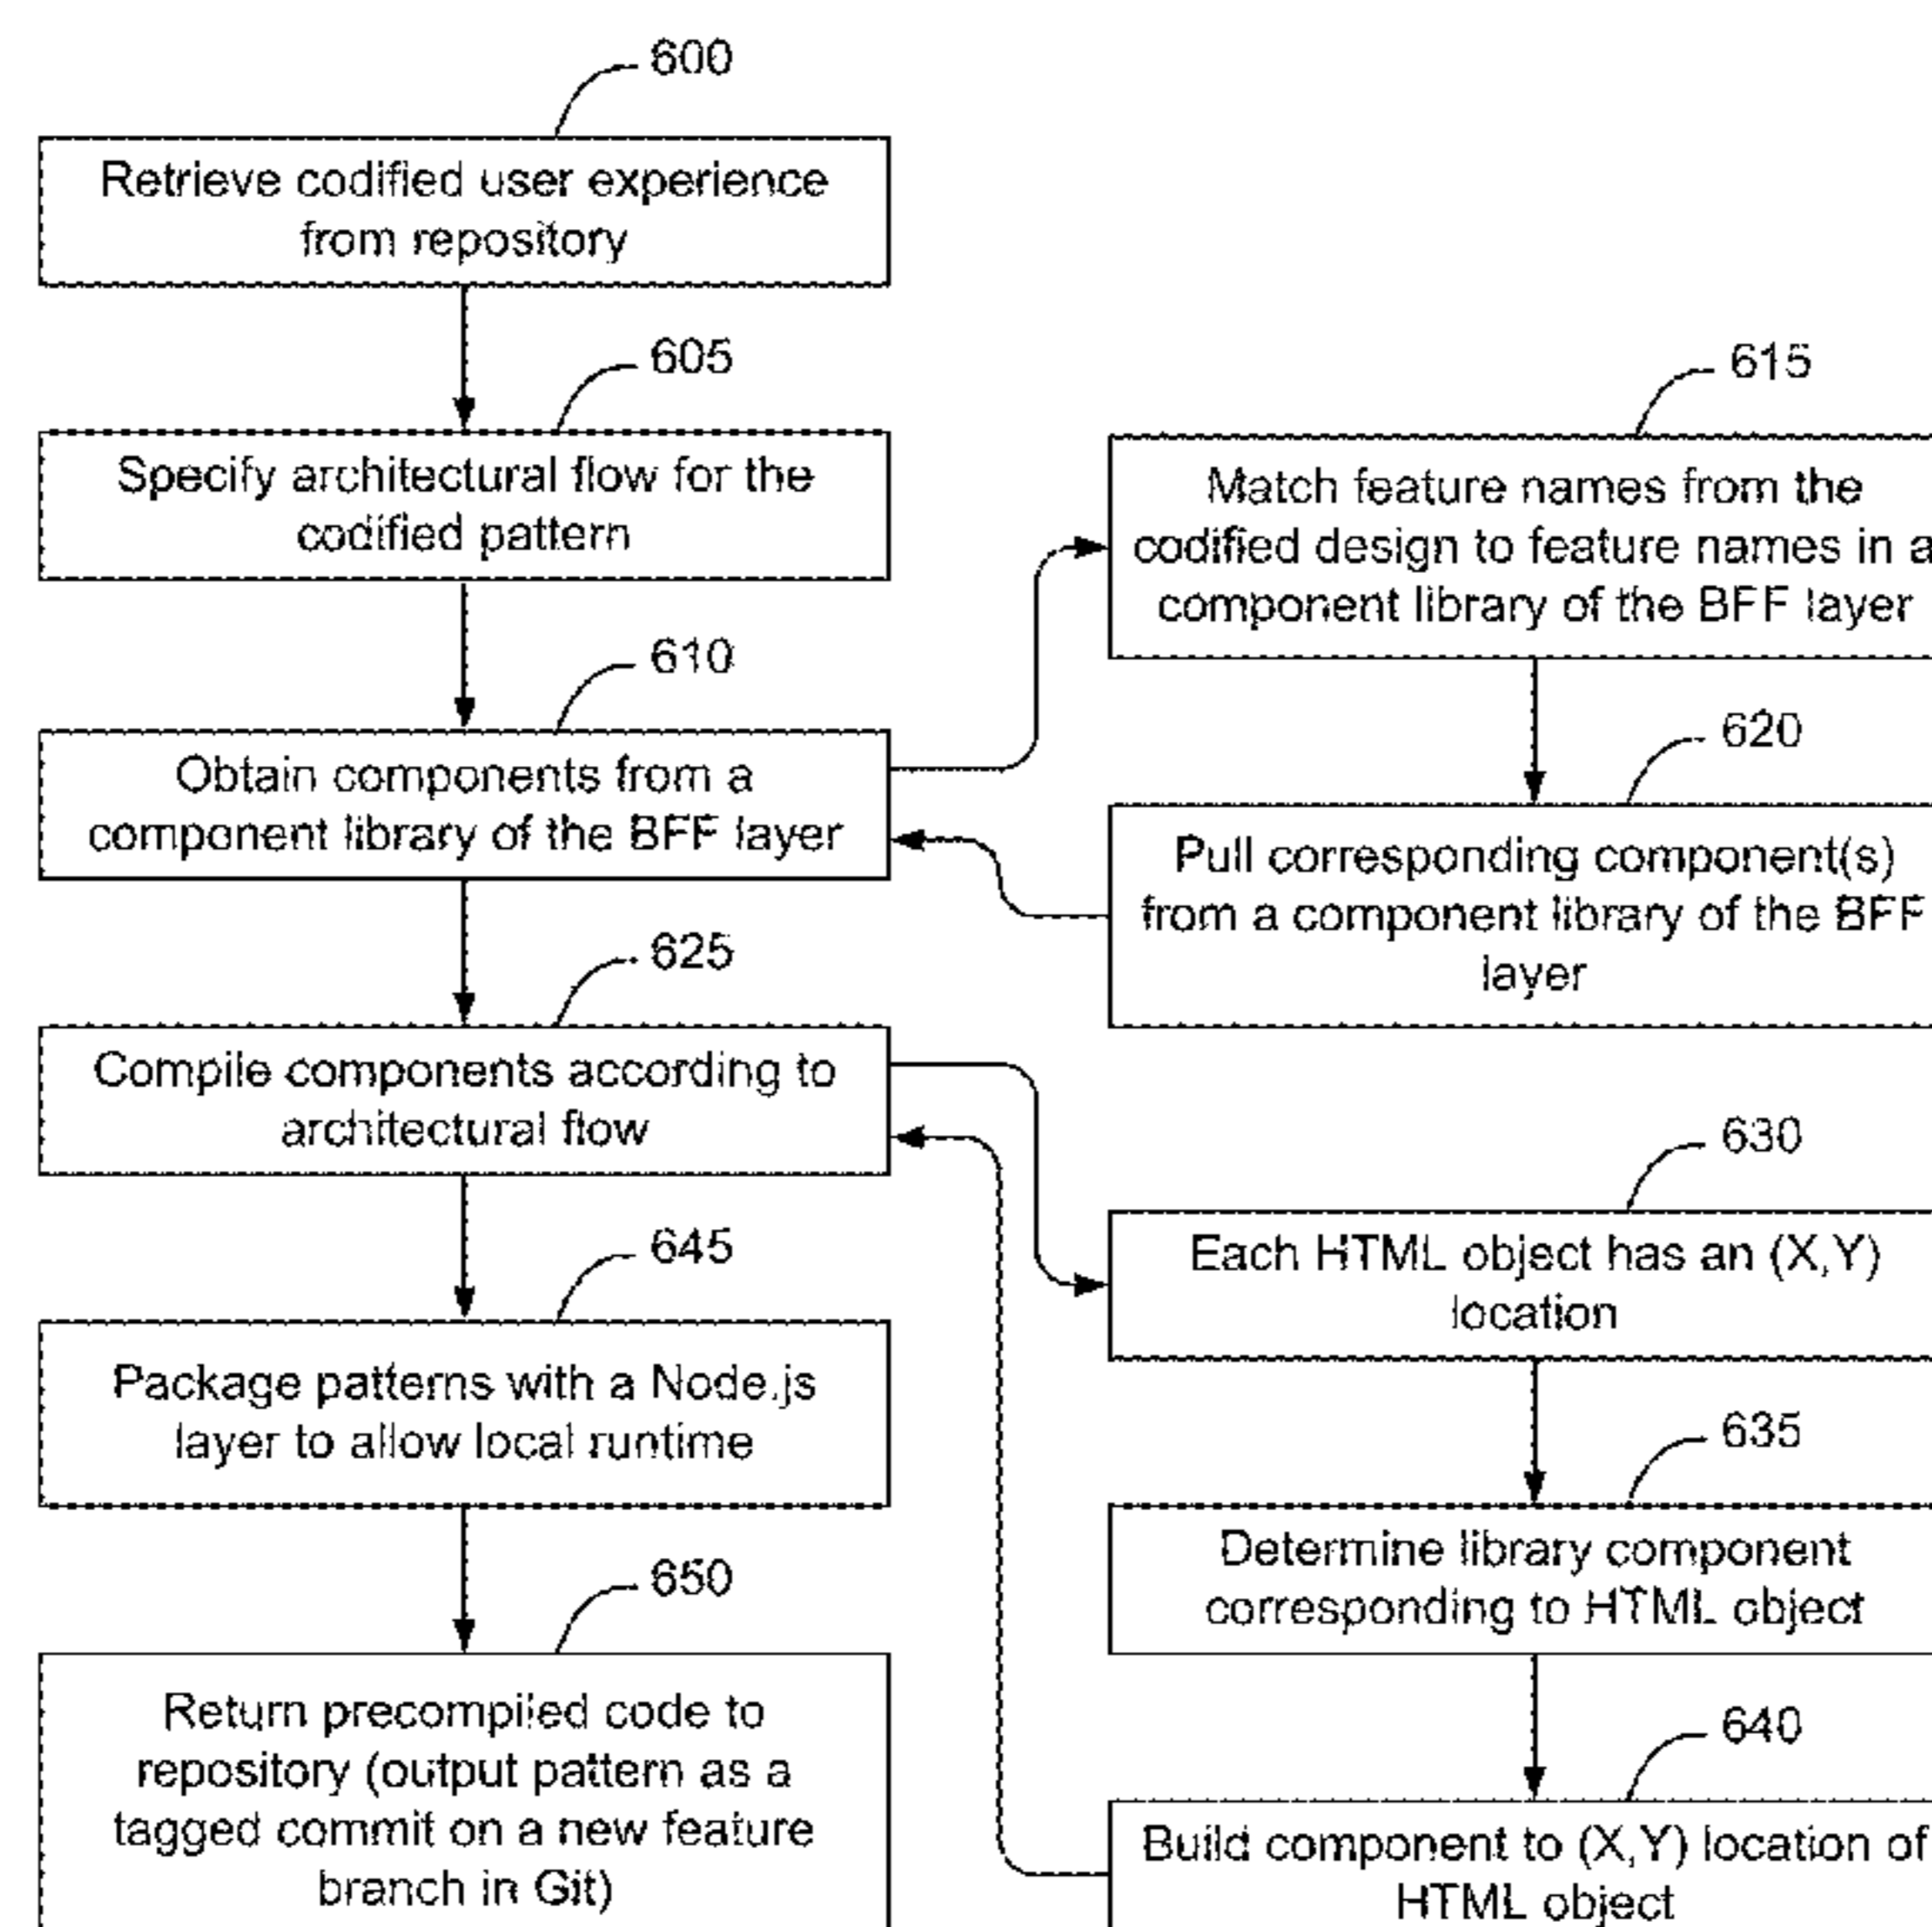 600
Retrieve codified user experience
from repository
605
Specify architectural flow for the
codified pattern
610
Obtain components from a
component library of the BFF layer
615
Match feature names from the
codified design to feature names in a
component library of the BFF layer
620
Pull corresponding component(s)
from a component library of the BFF
layer
625
Compile components according to
architectural flow
630
Each HTML object has an (X,Y)
location
635
Determine library component
corresponding to HTML object
640
Build component to (X,Y) location of
HTML object
645
Package patterns with a Node.js
layer to allow local runtime
650
Return precompiled code to
repository (output pattern as a
tagged commit on a new feature
branch in Git)